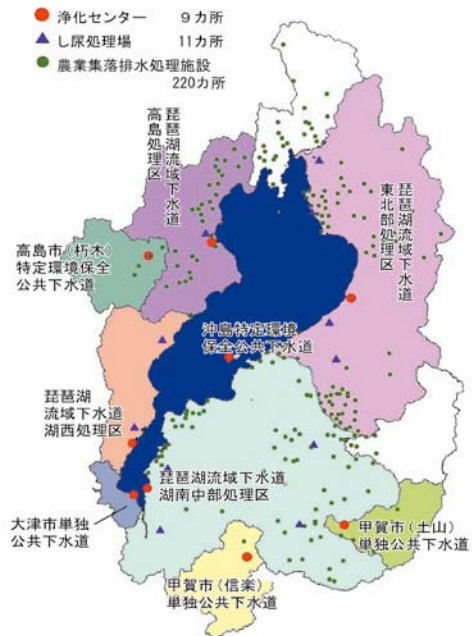 浄化センター 9カ所
し尿処理場 11カ所
農業集落排水処理施設
220カ所
琵琶湖流域下水道
高島処理区
琵琶湖流域下水道
東北部処理区
高島市(朽木)
特定環境保全
公共下水道
沖島特定環境
保全公共下水道
琵琶湖
流域下水道
湖西処理区
琵琶湖流域下水道
湖南中部処理区
大津市単独
公共下水道
甲賀市(土山)
単独公共下水道
甲賀市(信楽)
単独公共下水道